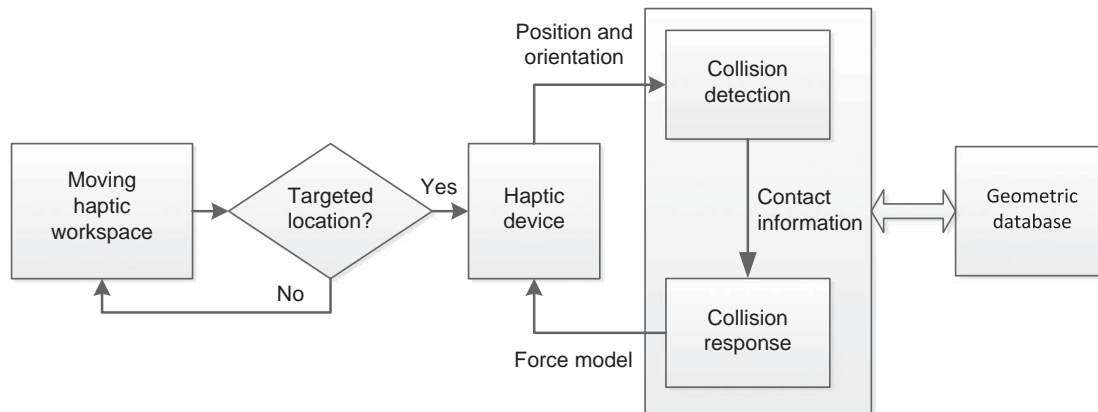 Moving
haptic
workspace
Targeted
location?
Yes
No
Haptic
device
Position and
orientation
Collision
detection
Contact
information
Collision
response
Force model
Geometric
database